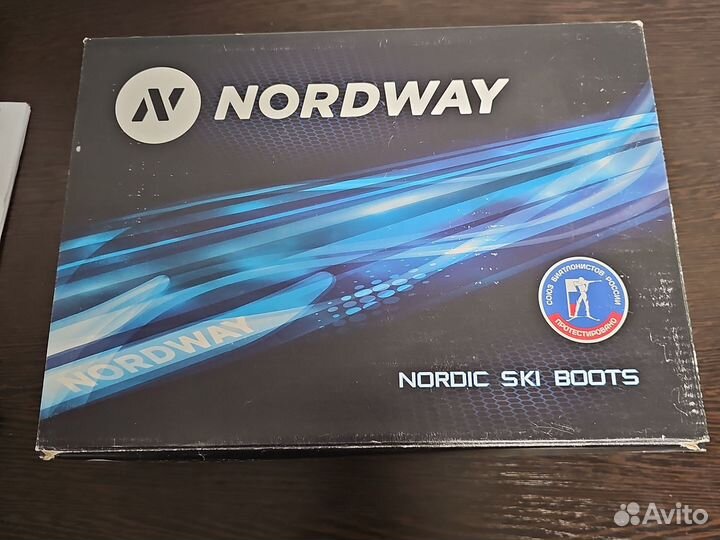 NORDWAY
NORDWAY
СОЮЗ БИАТЛОНИСТОВ РОССИИ
ПРОТЕСТИРОВАНО
NORDIC SKI BOOTS
Avito